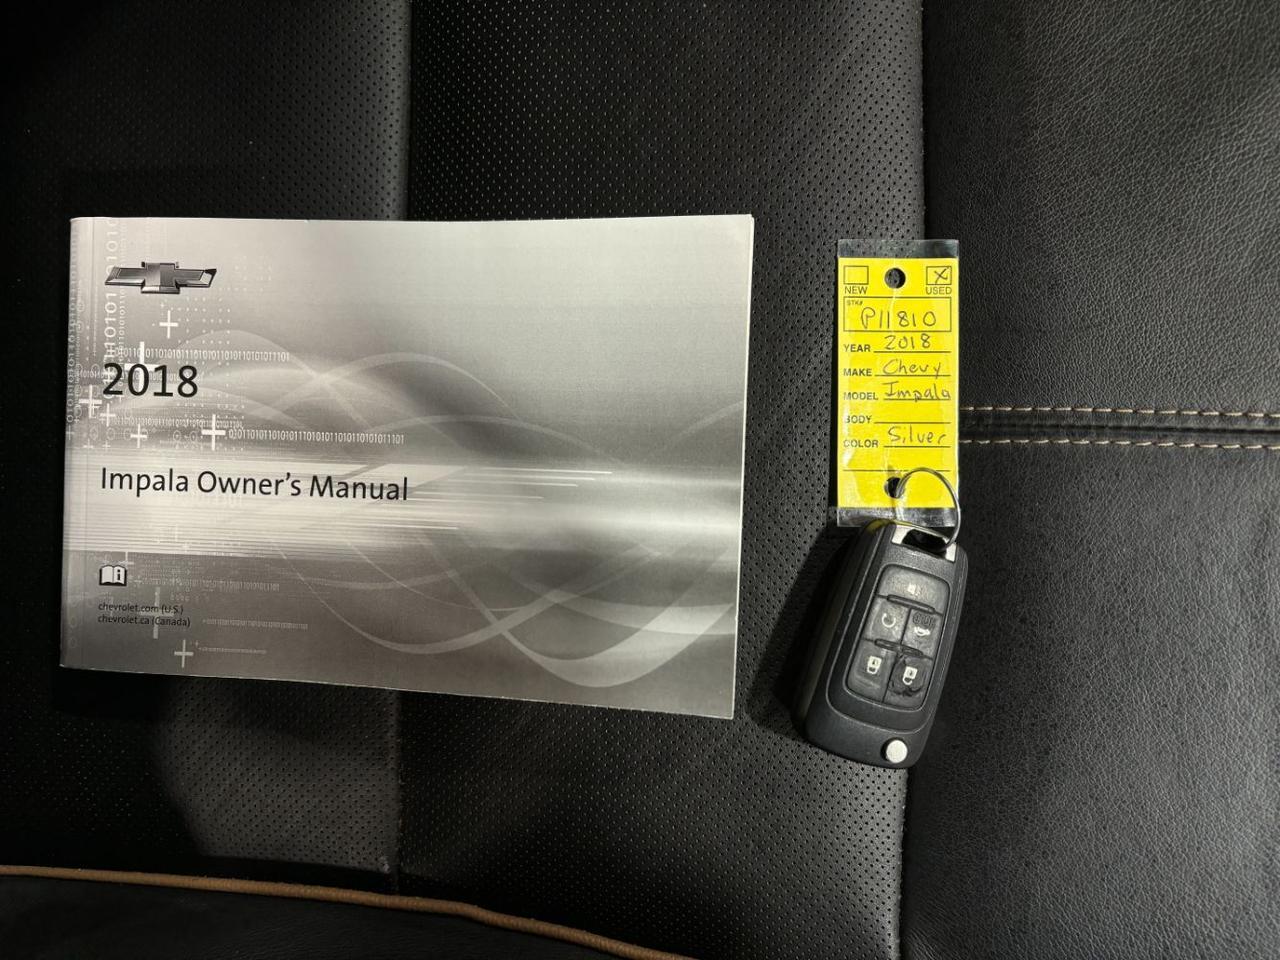 2018
Impala Owner's Manual
chevrolet.com (U.S.)
chevrolet.ca (Canada)
NEW
USED
STK#
P11810
YEAR 2018
MAKE Chevy
MODEL Impala
BODY
COLOR Silver